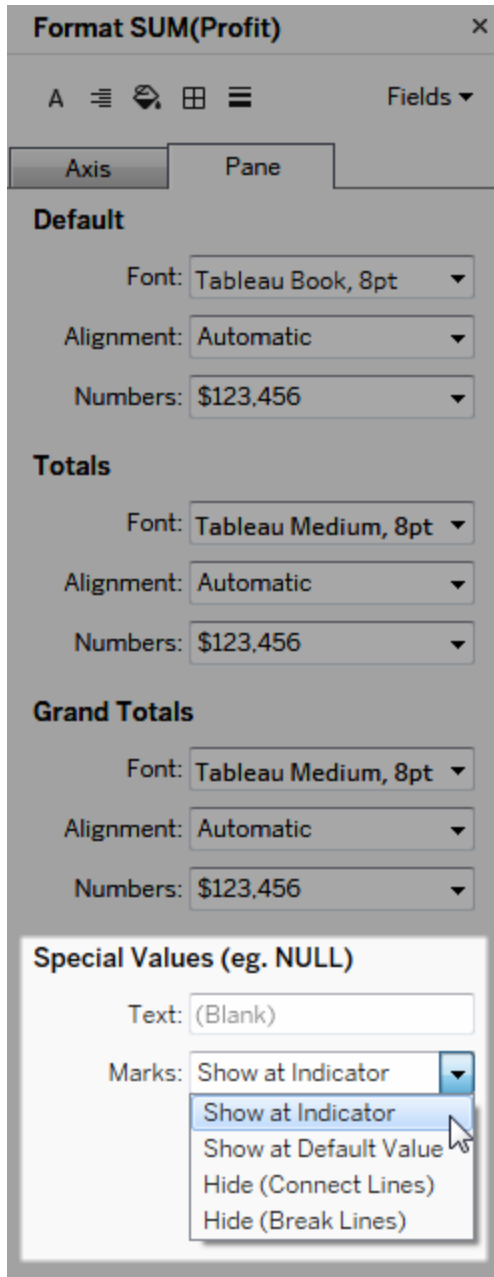 Format SUM(Profit) ×
A Fields
Axis Pane
Default
Font: Tableau Book, 8pt
Alignment: Automatic
Numbers: $123,456
Totals
Font: Tableau Medium, 8pt
Alignment: Automatic
Numbers: $123,456
Grand Totals
Font: Tableau Medium, 8pt
Alignment: Automatic
Numbers: $123,456
Special Values (eg. NULL)
Text: (Blank)
Marks: Show at Indicator
Show at Indicator
Show at Default Value
Hide (Connect Lines)
Hide (Break Lines)